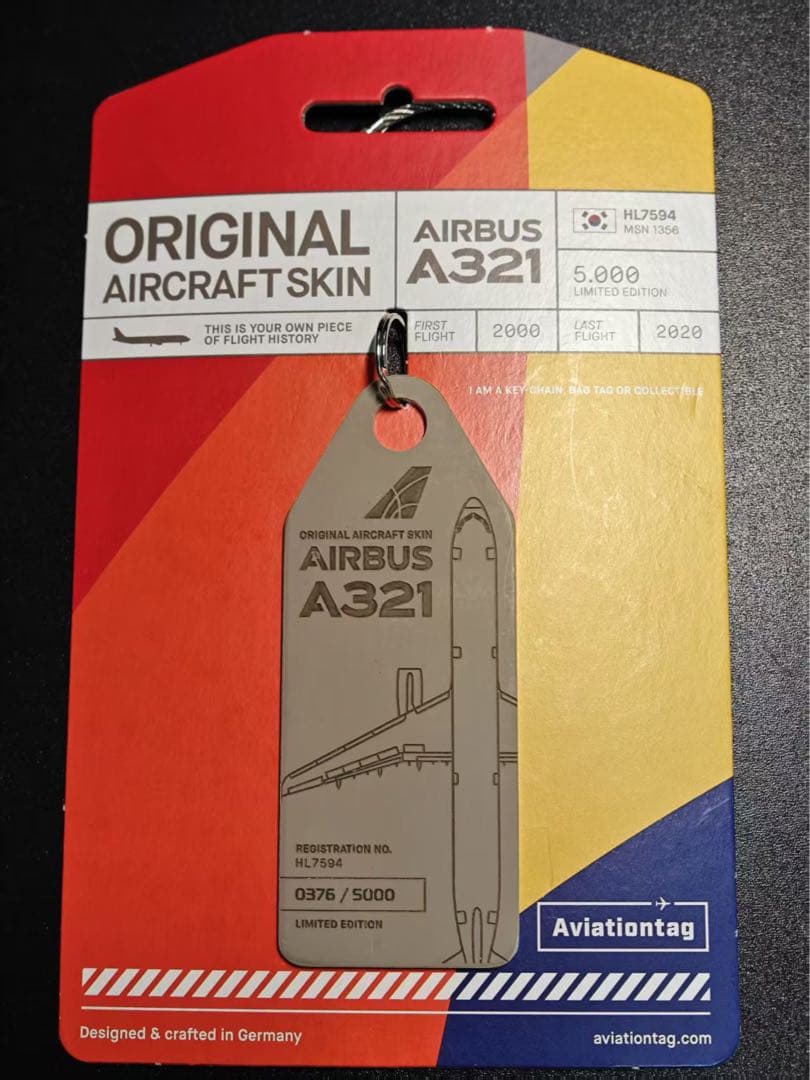 ORIGINAL
AIRCRAFT SKIN
AIRBUS
A321
HL7594
MSN 1356
5.000
LIMITED EDITION
THIS IS YOUR OWN PIECE
OF FLIGHT HISTORY
FIRST
FLIGHT
2000
LAST
FLIGHT
2020
I AM A KEY-CHAIN, BAG TAG OR COLLECTIBLE
ORIGINAL AIRCRAFT SKIN
AIRBUS
A321
REGISTRATION NO.
HL7594
0376 / 5000
LIMITED EDITION
Aviationtag
Designed & crafted in Germany
aviationtag.com